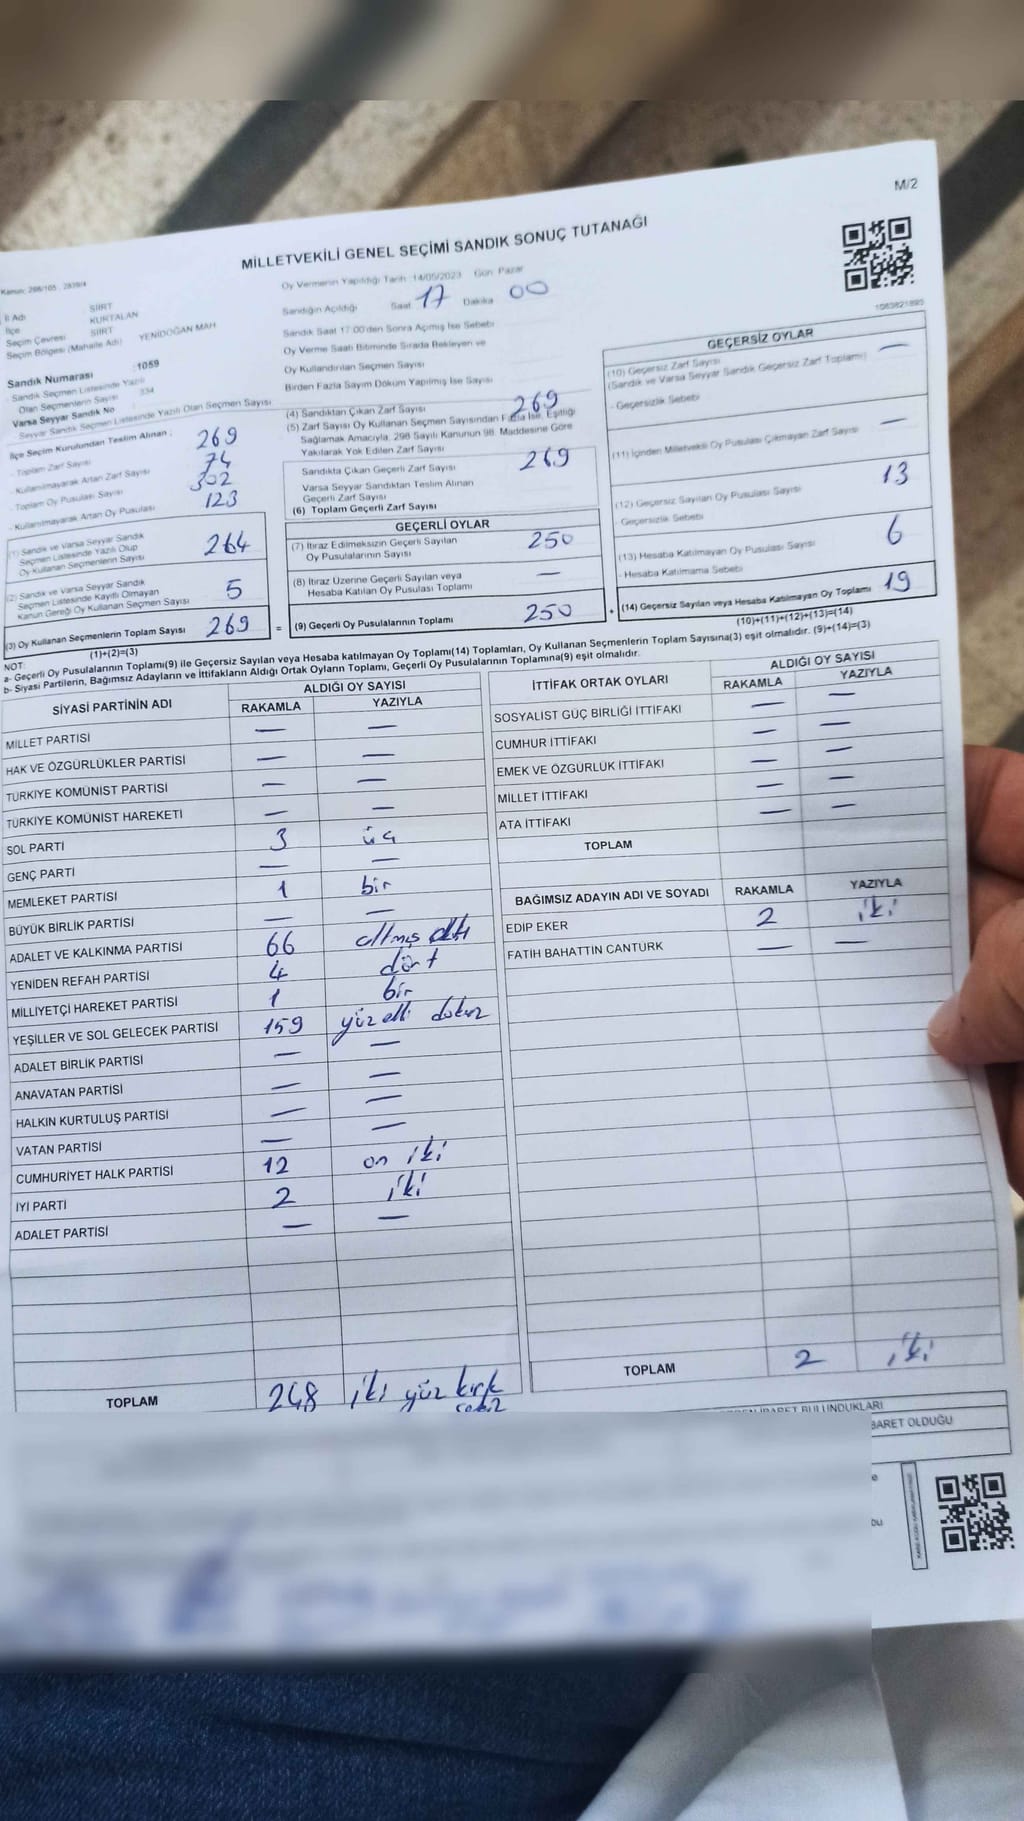 M/2
MİLLETVEKİLİ GENEL SEÇİMİ SANDIK SONUÇ TUTANAĞI
İl Adı SİİRT
İlçe KURTALAN
Seçim Çevresi SİİRT
Seçim Bölgesi (Mahalle Adı) YENİDOĞAN MAH
Sandık Numarası :1059
Sandık Seçmen Listesinde Yazılı
Olan Seçmenlerin Sayısı 334
Varsa Seyyar Sandık No
Seyyar Sandık Seçmen Listesinde Yazılı Olan Seçmen Sayısı
İlçe Seçim Kurulundan Teslim Alınan ;
- Toplam Zarf Sayısı 269
- Kullanılmayarak Artan Zarf Sayısı 74
- Toplam Oy Pusulası Sayısı 302
- Kullanılmayarak Artan Oy Pusulası 123
(1) Sandık ve Varsa Seyyar Sandık
Seçmen Listesinde Yazılı Olup
Oy Kullanan Seçmenlerin Sayısı 264
(2) Sandık ve Varsa Seyyar Sandık
Seçmen Listesinde Kayıtlı Olmayan
Kanun Gereği Oy Kullanan Seçmen Sayısı 5
(3) Oy Kullanan Seçmenlerin Toplam Sayısı 269 =
(1)+(2)=(3)
Oy Vermenin Yapıldığı Tarih :14/05/2023 Gün: Pazar
Sandığın Açıldığı Saat 17 Dakika 00
Sandık Saat 17:00'den Sonra Açımış İse Sebebi
Oy Verme Saati Bitiminde Sırada Bekleyen ve
Oy Kullandırılan Seçmen Sayısı
Birden Fazla Sayım Döküm Yapılmış İse Sayısı
(4) Sandıktan Çıkan Zarf Sayısı 269
(5) Zarf Sayısı Oy Kullanan Seçmen Sayısından Fazla İse, Eşitliği
Sağlamak Amacıyla, 298 Sayılı Kanunun 98. Maddesine Göre
Yakılarak Yok Edilen Zarf Sayısı
Sandıkta Çıkan Geçerli Zarf Sayısı 269
Varsa Seyyar Sandıktan Teslim Alınan
Geçerli Zarf Sayısı
(6) Toplam Geçerli Zarf Sayısı
GEÇERLİ OYLAR
(7) İtiraz Edilmeksizin Geçerli Sayılan
Oy Pusulalarının Sayısı 250
(8) İtiraz Üzerine Geçerli Sayılan veya
Hesaba Katılan Oy Pusulası Toplamı —
(9) Geçerli Oy Pusulalarının Toplamı 250 +
1083821895
GEÇERSİZ OYLAR
(10) Geçersiz Zarf Sayısı —
(Sandık ve Varsa Seyyar Sandık Geçersiz Zarf Toplamı)
- Geçersizlik Sebebi
(11) İçinden Milletvekili Oy Pusulası Çıkmayan Zarf Sayısı —
(12) Geçersiz Sayılan Oy Pusulası Sayısı 13
- Geçersizlik Sebebi
(13) Hesaba Katılmayan Oy Pusulası Sayısı 6
- Hesaba Katılmama Sebebi
(14) Geçersiz Sayılan veya Hesaba Katılmayan Oy Toplamı 19
(10)+(11)+(12)+(13)=(14)
NOT:
a- Geçerli Oy Pusulalarının Toplamı(9) ile Geçersiz Sayılan veya Hesaba katılmayan Oy Toplamı(14) Toplamları, Oy Kullanan Seçmenlerin Toplam Sayısına(3) eşit olmalıdır. (9)+(14)=(3)
b- Siyasi Partilerin, Bağımsız Adayların ve İttifakların Aldığı Ortak Oyların Toplamı, Geçerli Oy Pusulalarının Toplamına(9) eşit olmalıdır.
SİYASİ PARTİNİN ADI ALDIĞI OY SAYISI
RAKAMLA YAZIYLA
MİLLET PARTİSİ — —
HAK VE ÖZGÜRLÜKLER PARTİSİ — —
TÜRKİYE KOMÜNİST PARTİSİ — —
TÜRKİYE KOMÜNİST HAREKETİ — —
SOL PARTİ 3 üç
GENÇ PARTİ — —
MEMLEKET PARTİSİ 1 bir
BÜYÜK BİRLİK PARTİSİ — —
ADALET VE KALKINMA PARTİSİ 66 altmış altı
YENİDEN REFAH PARTİSİ 4 dört
MİLLİYETÇİ HAREKET PARTİSİ 1 bir
YEŞİLLER VE SOL GELECEK PARTİSİ 159 yüz elli dokuz
ADALET BİRLİK PARTİSİ — —
ANAVATAN PARTİSİ — —
HALKIN KURTULUŞ PARTİSİ — —
VATAN PARTİSİ — —
CUMHURİYET HALK PARTİSİ 12 on iki
İYİ PARTİ 2 iki
ADALET PARTİSİ — —
TOPLAM 248 iki yüz kırk
sekiz
İTTİFAK ORTAK OYLARI ALDIĞI OY SAYISI
RAKAMLA YAZIYLA
SOSYALİST GÜÇ BİRLİĞİ İTTİFAKI — —
CUMHUR İTTİFAKI — —
EMEK VE ÖZGÜRLÜK İTTİFAKI — —
MİLLET İTTİFAKI — —
ATA İTTİFAKI — —
TOPLAM
BAĞIMSIZ ADAYIN ADI VE SOYADI RAKAMLA YAZIYLA
EDİP EKER 2 iki
FATİH BAHATTİN CANTÜRK — —
TOPLAM 2 iki
BULUNDUKLARI
BARET OLDUĞU